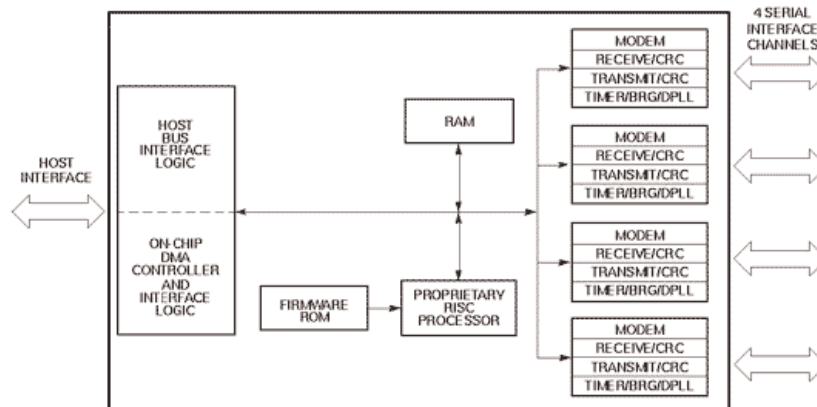 4 SERIAL
INTERFACE
CHANNELS
HOST
INTERFACE
HOST
BUS
INTERFACE
LOGIC
ON-CHIP
DMA
CONTROLLER
AND
INTERFACE
LOGIC
RAM
FIRMWARE
ROM
PROPRIETARY
RISC
PROCESSOR
MODEM
RECEIVE/CRC
TRANSMIT/CRC
TIMER/BRG/DPLL
MODEM
RECEIVE/CRC
TRANSMIT/CRC
TIMER/BRG/DPLL
MODEM
RECEIVE/CRC
TRANSMIT/CRC
TIMER/BRG/DPLL
MODEM
RECEIVE/CRC
TRANSMIT/CRC
TIMER/BRG/DPLL